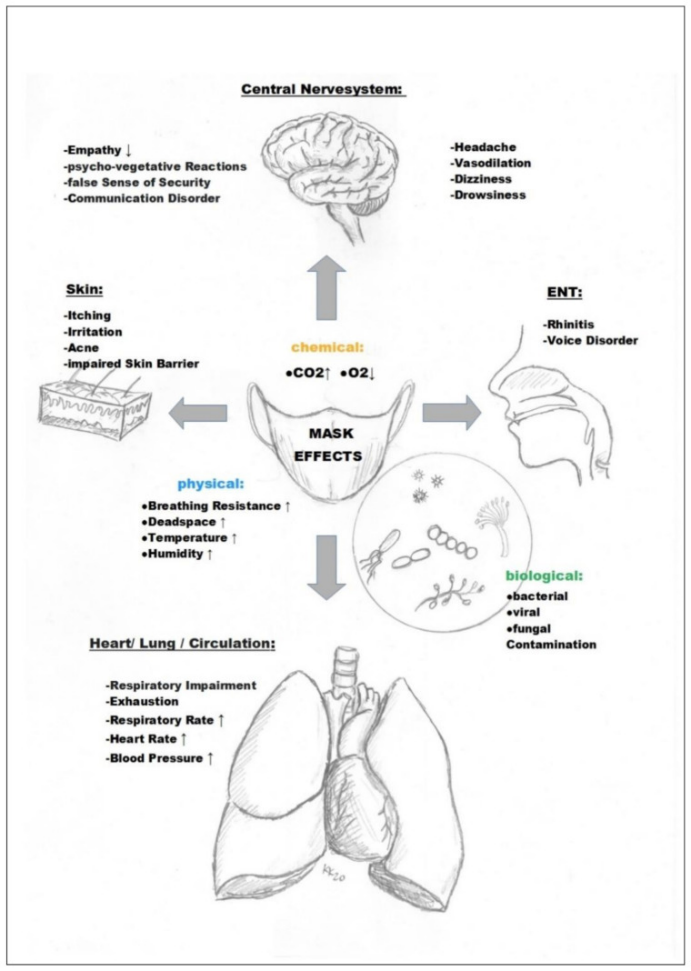 Central Nervesystem:
-Empathy ↓
-psycho-vegetative Reactions
-false Sense of Security
-Communication Disorder
-Headache
-Vasodilation
-Dizziness
-Drowsiness
Skin:
-Itching
-Irritation
-Acne
-impaired Skin Barrier
ENT:
-Rhinitis
-Voice Disorder
chemical:
•CO2↑ •O2↓
MASK
EFFECTS
physical:
•Breathing Resistance ↑
•Deadspace ↑
•Temperature ↑
•Humidity ↑
biological:
•bacterial
•viral
•fungal
Contamination
Heart/ Lung / Circulation:
-Respiratory Impairment
-Exhaustion
-Respiratory Rate ↑
-Heart Rate ↑
-Blood Pressure ↑
KK20